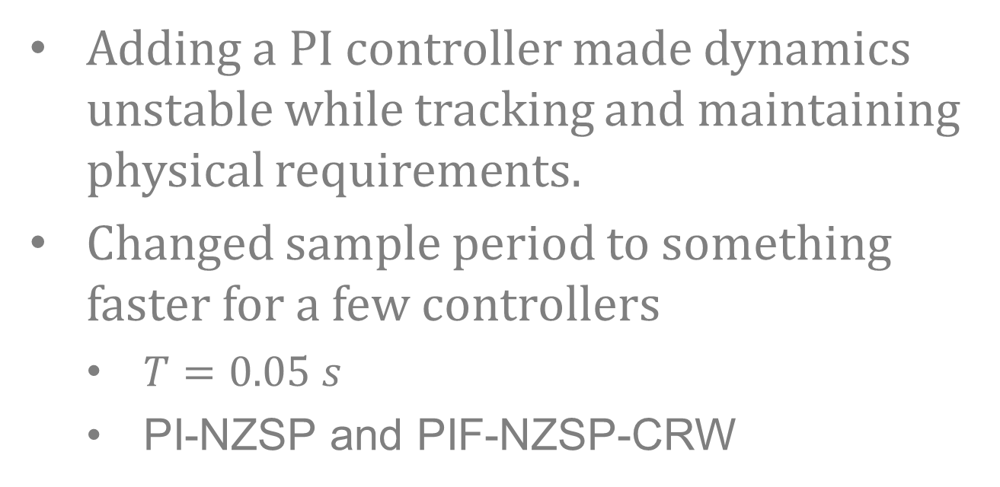 • Adding a PI controller made dynamics
unstable while tracking and maintaining
physical requirements.
• Changed sample period to something
faster for a few controllers
• T = 0.05 s
• PI-NZSP and PIF-NZSP-CRW